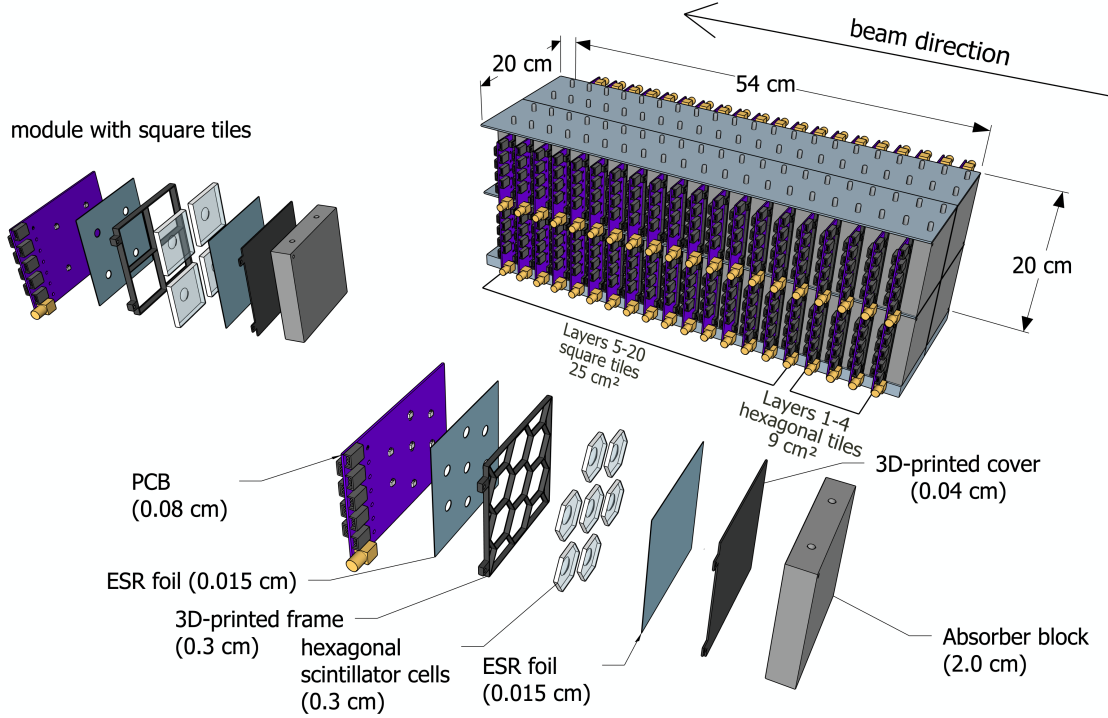 beam direction
20 cm
54 cm
module with square tiles
20 cm
Layers 5-20
square tiles
25 cm²
Layers 1-4
hexagonal tiles
9 cm²
3D-printed cover
(0.04 cm)
PCB
(0.08 cm)
ESR foil (0.015 cm)
3D-printed frame
(0.3 cm)
hexagonal
scintillator cells
(0.3 cm)
ESR foil
(0.015 cm)
Absorber block
(2.0 cm)